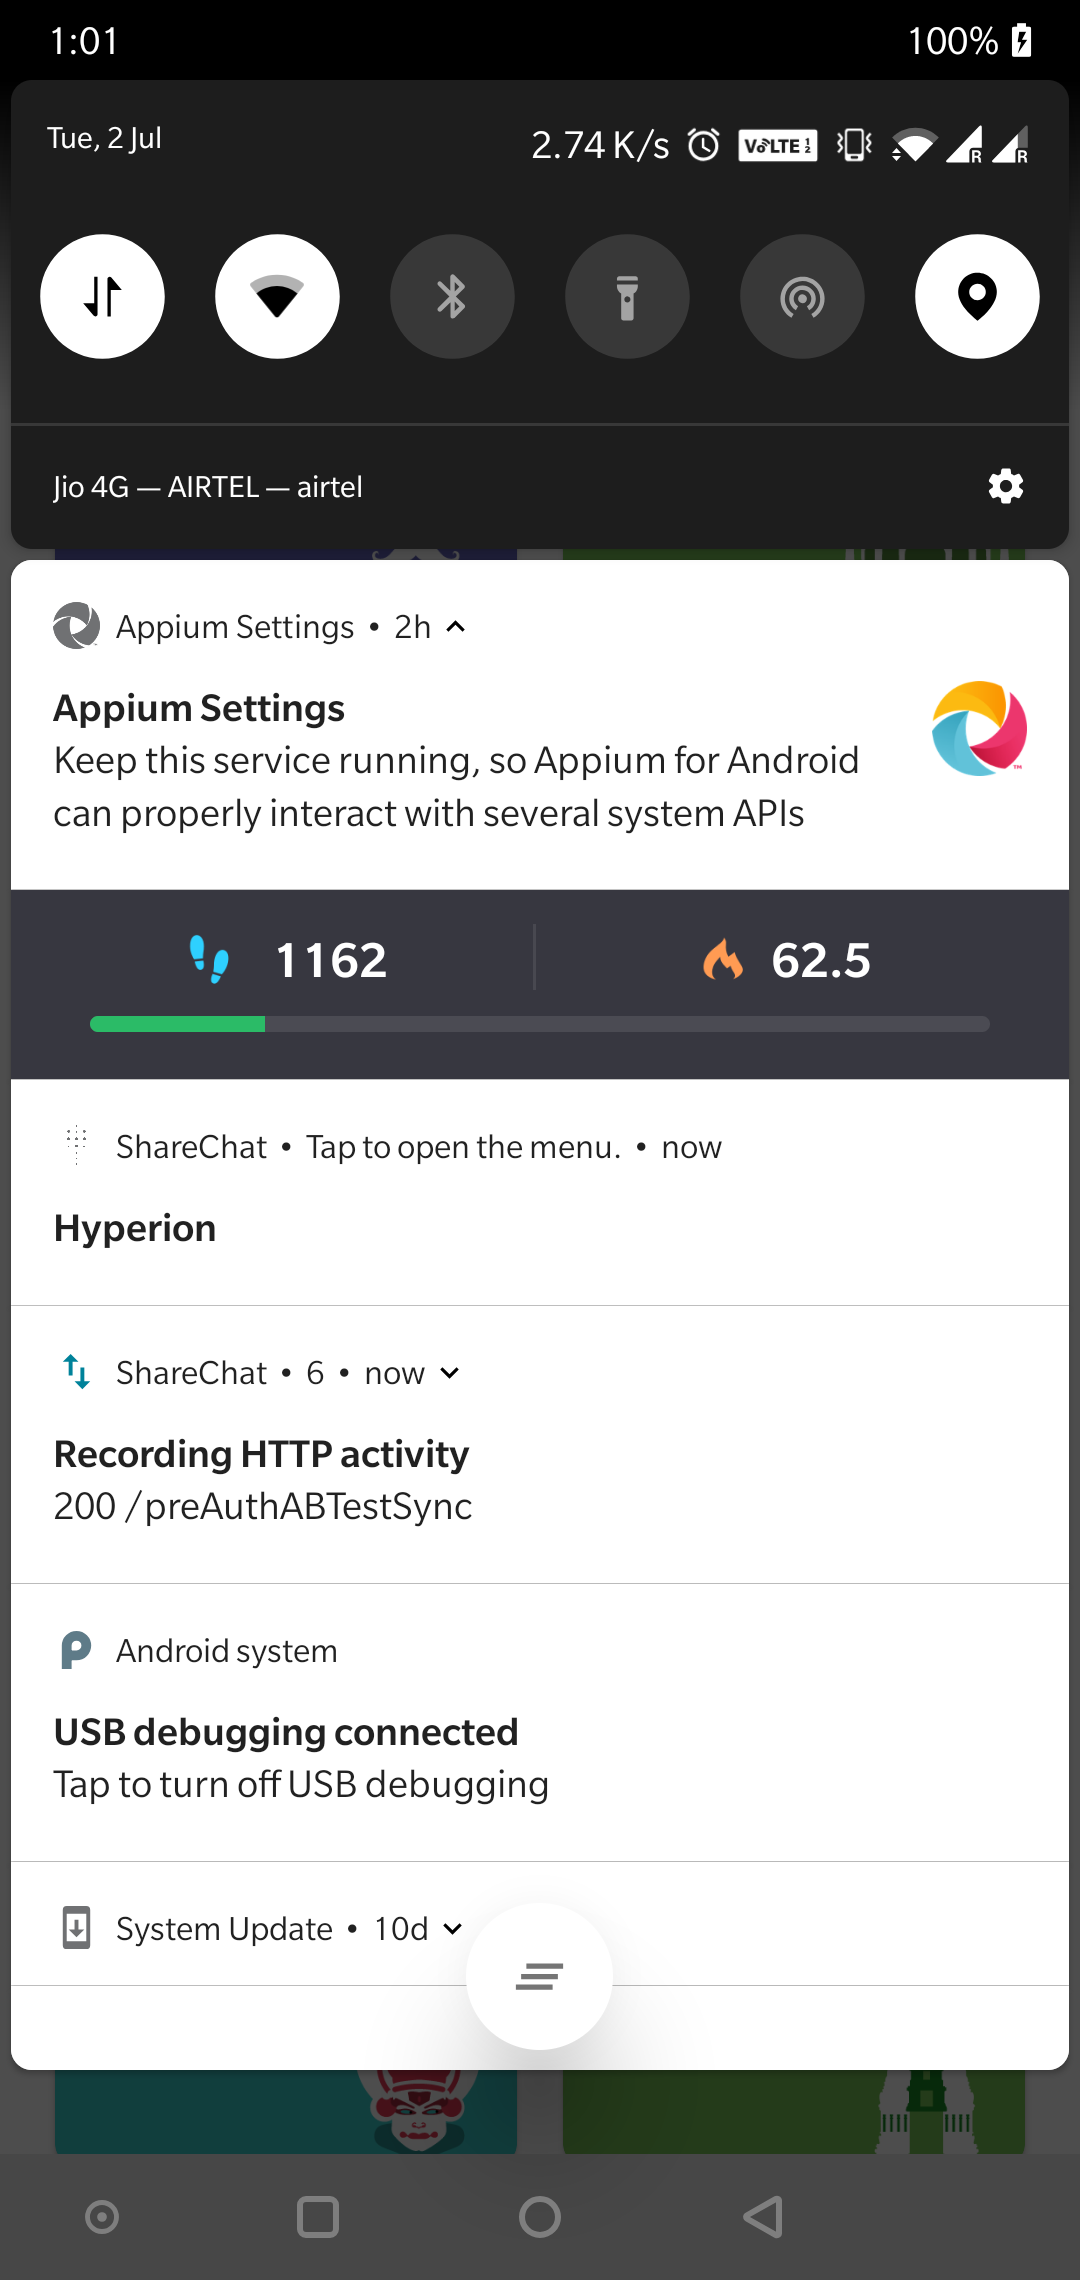 1:01
100%
Tue, 2 Jul
2.74 K/s
VoLTE 1 2
R
R
Jio 4G — AIRTEL — airtel
Appium Settings • 2h
Appium Settings
Keep this service running, so Appium for Android
can properly interact with several system APIs
1162
62.5
ShareChat • Tap to open the menu. • now
Hyperion
ShareChat • 6 • now
Recording HTTP activity
200 /preAuthABTestSync
Android system
USB debugging connected
Tap to turn off USB debugging
System Update • 10d